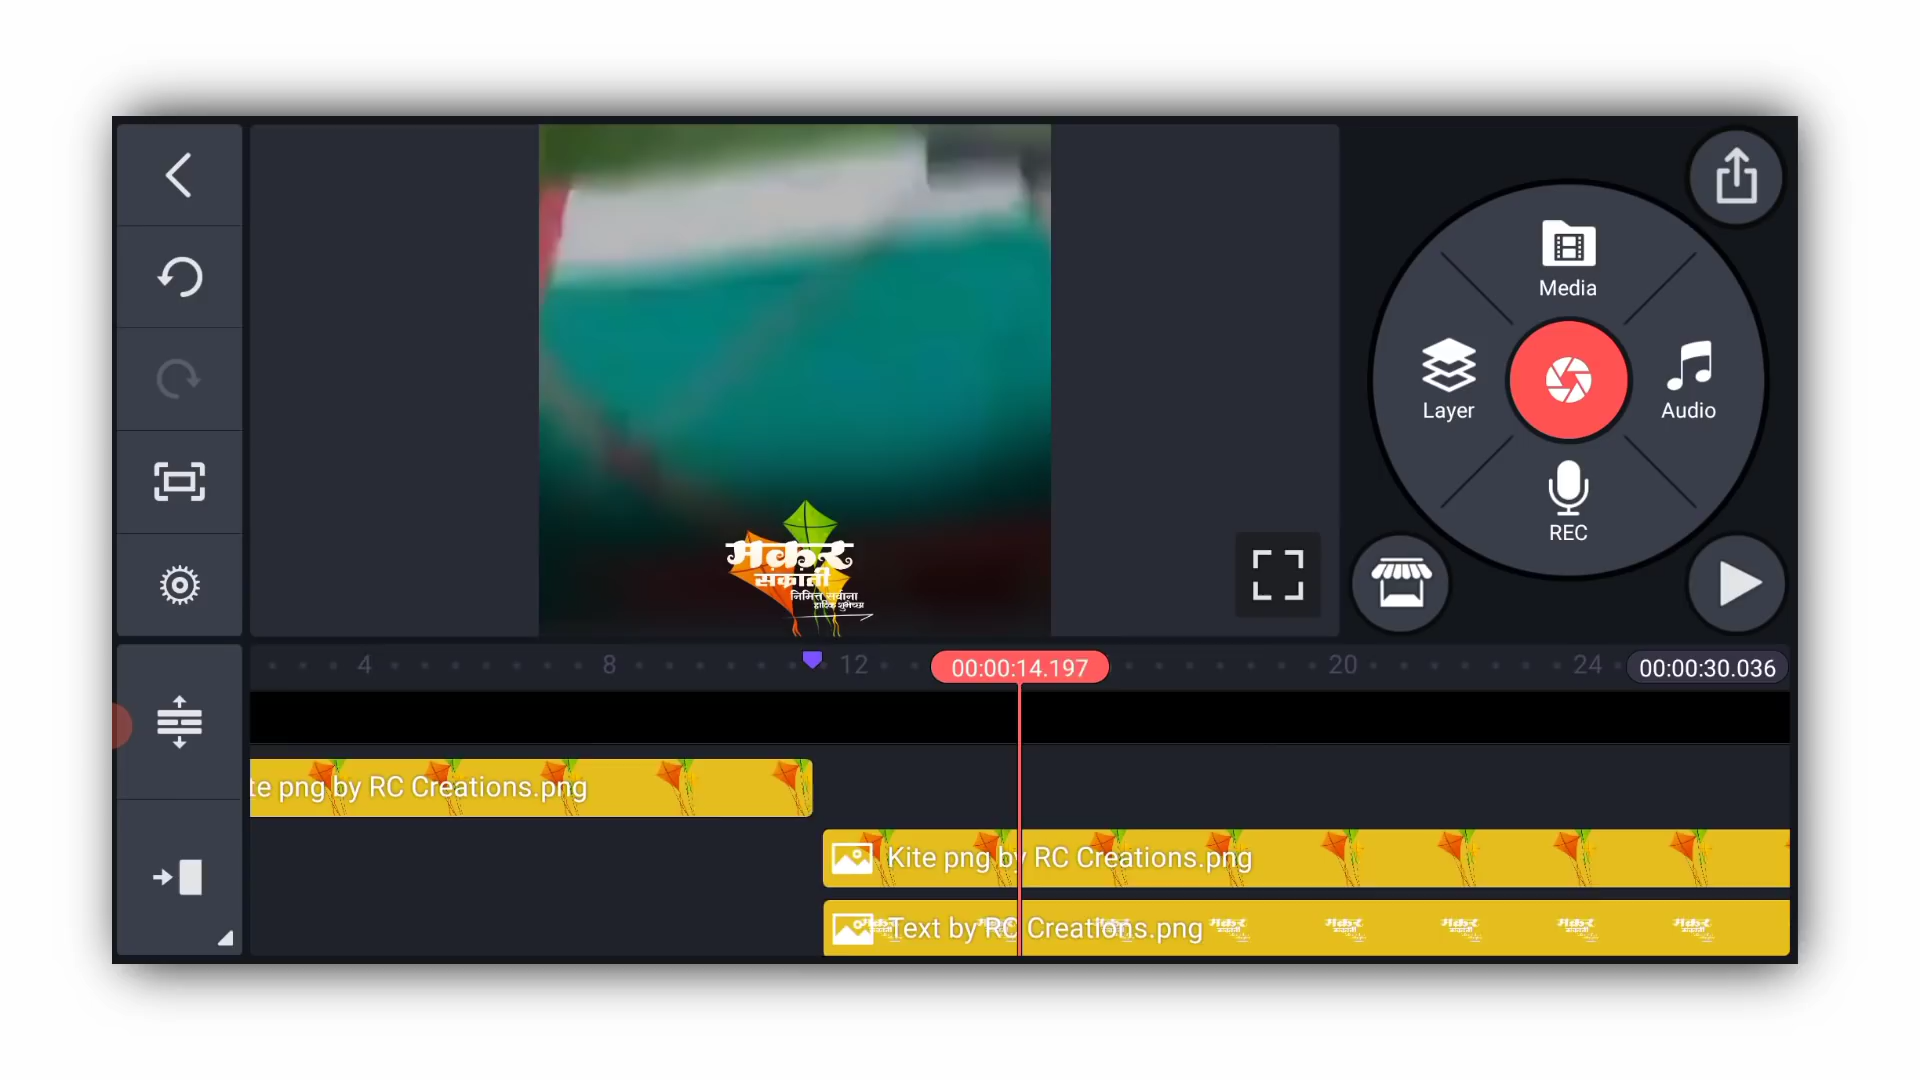 Media
Layer
Audio
REC
मकर
संक्रांती
निमित्त सर्वांना
हार्दिक शुभेच्छा
4
8
12
00:00:14.197
20
24
00:00:30.036
te png by RC Creations.png
Kite png by RC Creations.png
Text by RC Creations.png